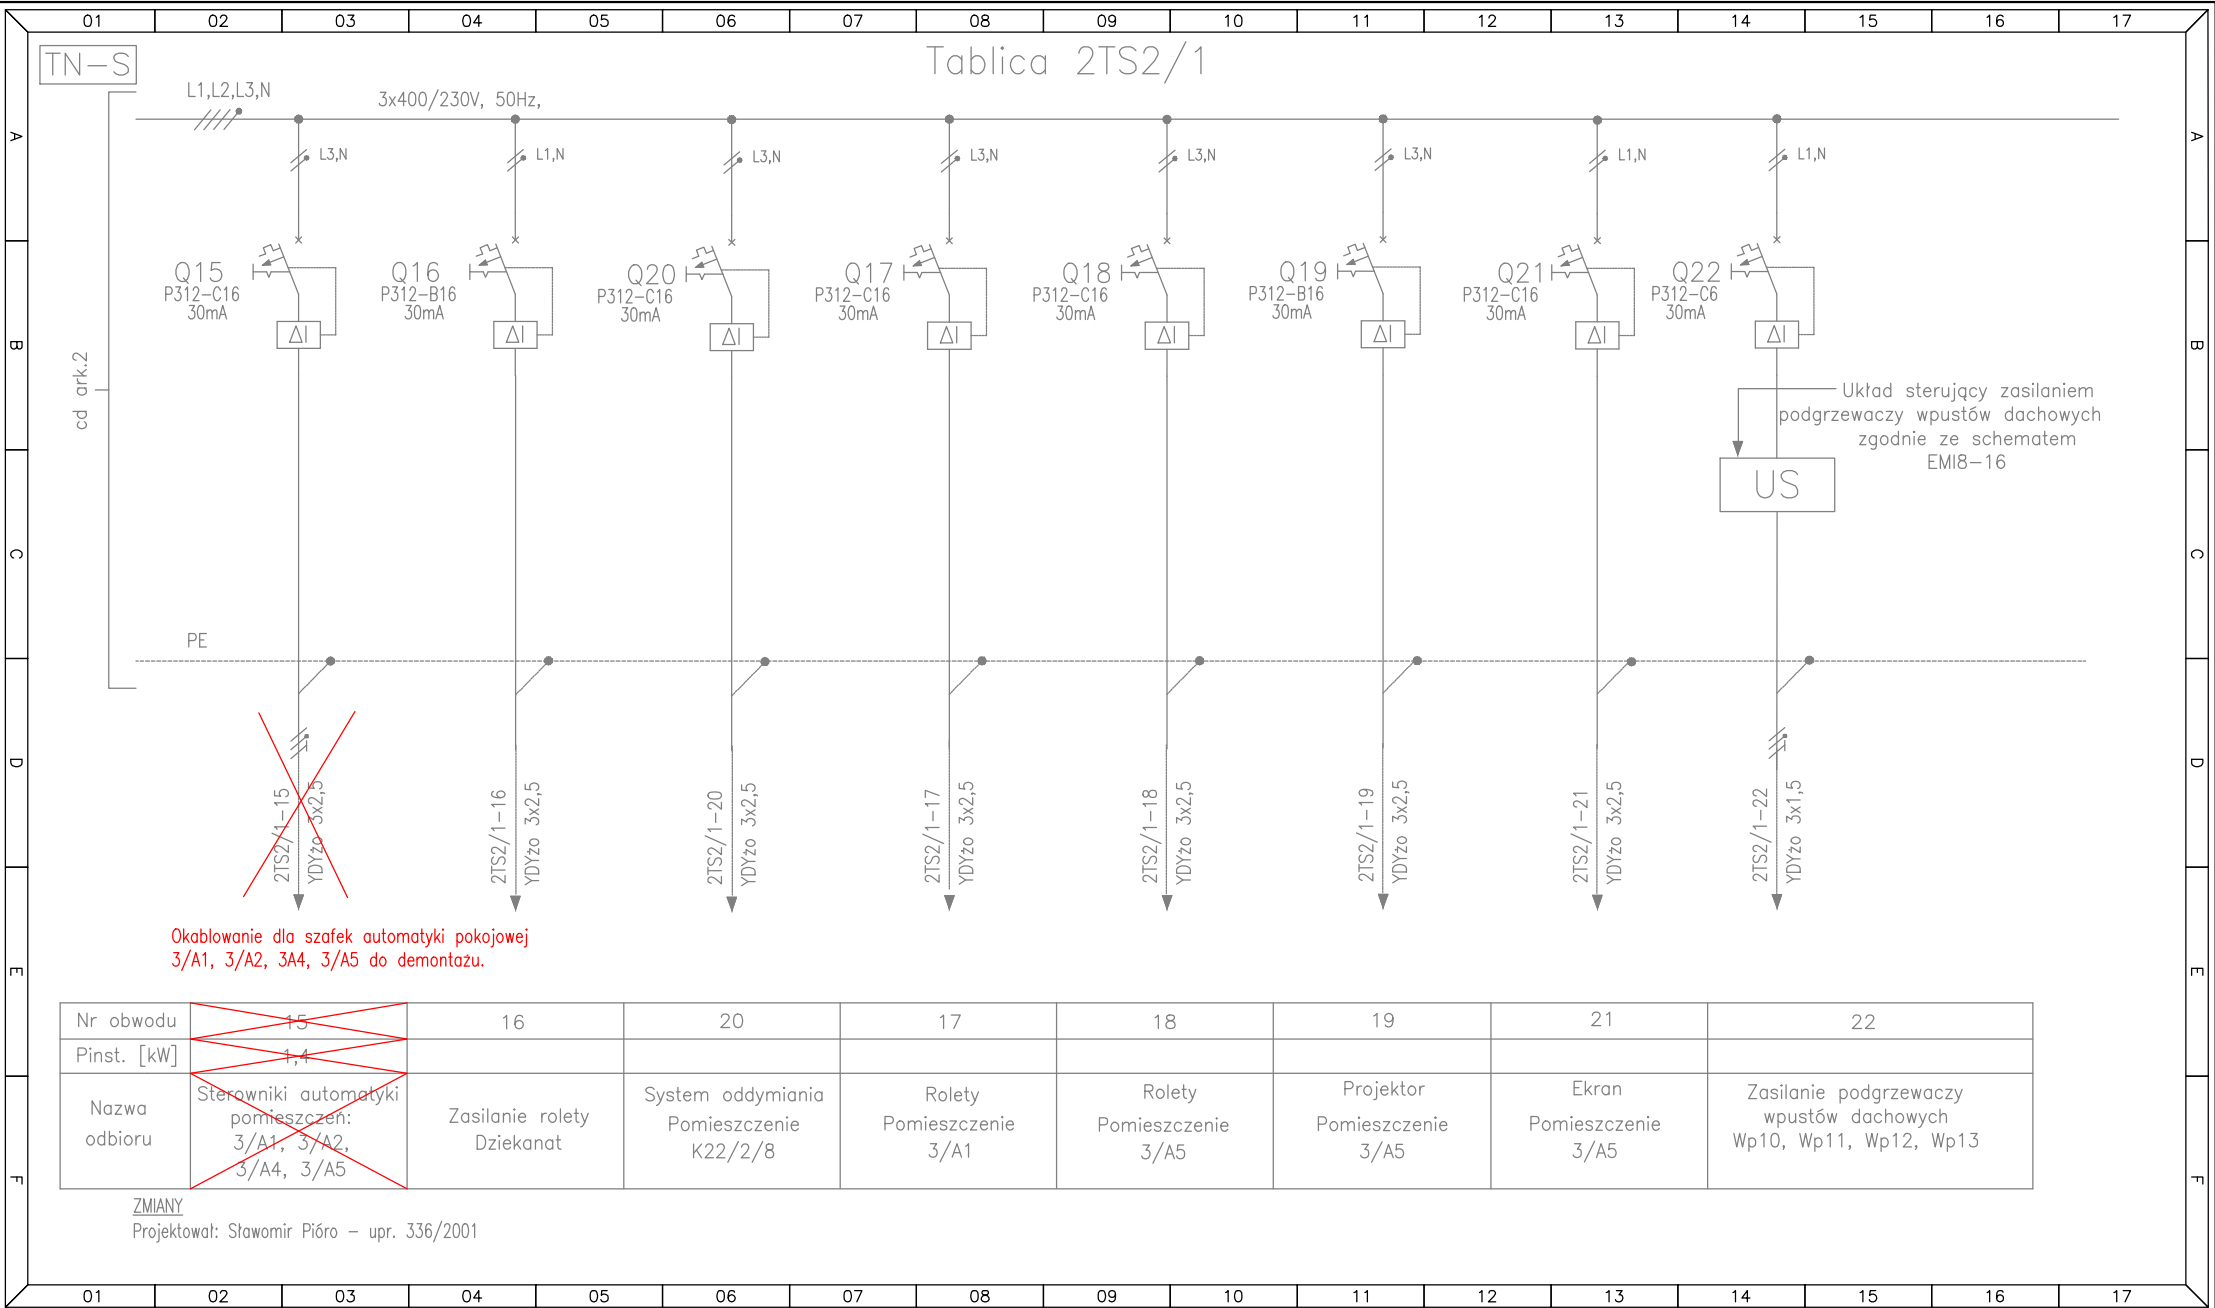 01 02 03 04 05 06 07 08 09 10 11 12 13 14 15 16 17
TN-S
Tablica 2TS2/1
L1,L2,L3,N
3x400/230V, 50Hz,
A
A
L3,N
L1,N
L3,N
L3,N
L3,N
L3,N
L1,N
L1,N
Q15
P312-C16
30mA
ΔI
Q16
P312-B16
30mA
ΔI
Q20
P312-C16
30mA
ΔI
Q17
P312-C16
30mA
ΔI
Q18
P312-C16
30mA
ΔI
Q19
P312-B16
30mA
ΔI
Q21
P312-C16
30mA
ΔI
Q22
P312-C6
30mA
ΔI
B
B
cd ark.2
Układ sterujący zasilaniem
podgrzewaczy wpustów dachowych
zgodnie ze schematem
EMI8-16
US
C
C
PE
D
D
2TS2/1-15
YDYżo 3x2,5
2TS2/1-16
YDYżo 3x2,5
2TS2/1-20
YDYżo 3x2,5
2TS2/1-17
YDYżo 3x2,5
2TS2/1-18
YDYżo 3x2,5
2TS2/1-19
YDYżo 3x2,5
2TS2/1-21
YDYżo 3x2,5
2TS2/1-22
YDYżo 3x1,5
Okablowanie dla szafek automatyki pokojowej
3/A1, 3/A2, 3A4, 3/A5 do demontażu.
E
E
Nr obwodu 15 16 20 17 18 19 21 22
Pinst. [kW] 1,4
Nazwa
odbioru
Sterowniki automatyki
pomieszczeń:
3/A1, 3/A2,
3/A4, 3/A5
Zasilanie rolety
Dziekanat
System oddymiania
Pomieszczenie
K22/2/8
Rolety
Pomieszczenie
3/A1
Rolety
Pomieszczenie
3/A5
Projektor
Pomieszczenie
3/A5
Ekran
Pomieszczenie
3/A5
Zasilanie podgrzewaczy
wpustów dachowych
Wp10, Wp11, Wp12, Wp13
F
F
ZMIANY
Projektował: Sławomir Pióro - upr. 336/2001
01 02 03 04 05 06 07 08 09 10 11 12 13 14 15 16 17